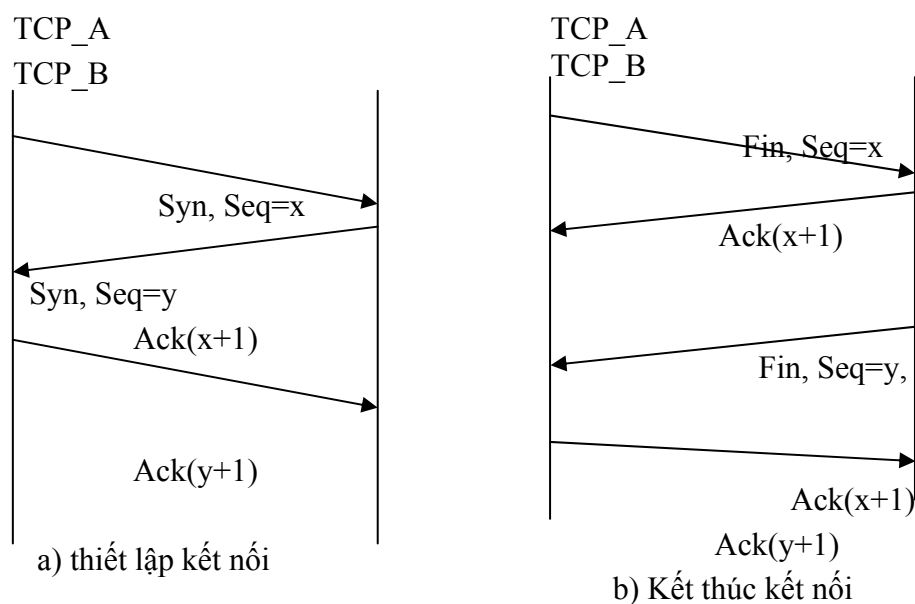 TCP_A
TCP_B
Syn, Seq=x
Syn, Seq=y
Ack(x+1)
Ack(y+1)
a) thiết lập kết nối
TCP_A
TCP_B
Fin, Seq=x
Ack(x+1)
Fin, Seq=y,
Ack(x+1)
Ack(y+1)
b) Kết thúc kết nối